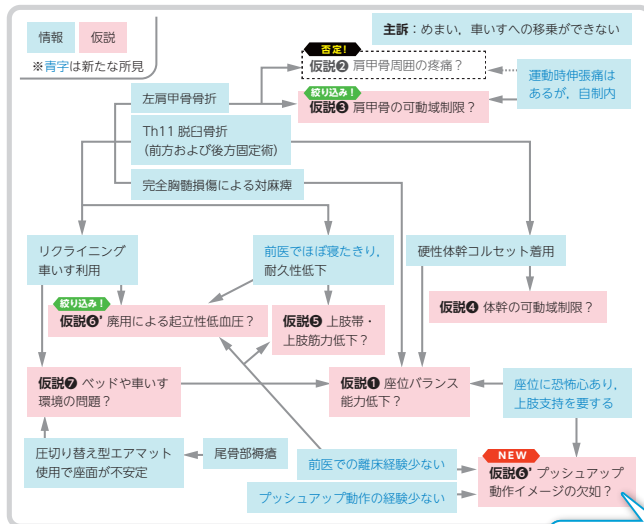 情報
仮説
※青字は新たな所見
主訴：めまい，車いすへの移乗ができない
否定！
仮説❷ 肩甲骨周囲の疼痛？
運動時伸張痛は
あるが，自制内
絞り込み！
仮説❸ 肩甲骨の可動域制限？
左肩甲骨骨折
Th11 脱臼骨折
（前方および後方固定術）
完全胸髄損傷による対麻痺
リクライニング
車いす利用
前医でほぼ寝たきり，
耐久性低下
硬性体幹コルセット着用
絞り込み！
仮説❻' 廃用による起立性低血圧？
仮説❺ 上肢帯・
上肢筋力低下？
仮説❹ 体幹の可動域制限？
仮説❼ ベッドや車いす
環境の問題？
仮説❶ 座位バランス
能力低下？
座位に恐怖心あり，
上肢支持を要する
圧切り替え型エアマット
使用で座面が不安定
尾骨部褥瘡
前医での離床経験少ない
プッシュアップ動作の経験少ない
NEW
仮説❻' プッシュアップ
動作イメージの欠如？